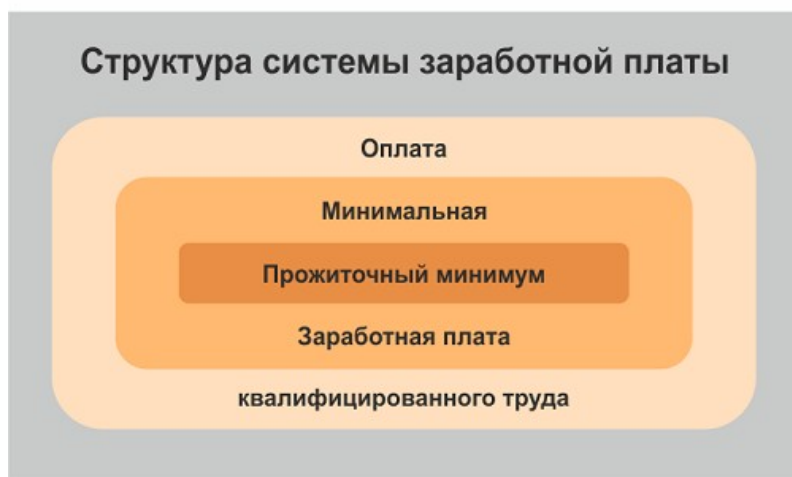 Структура системы заработной платы
Оплата
Минимальная
Прожиточный минимум
Заработная плата
квалифицированного труда